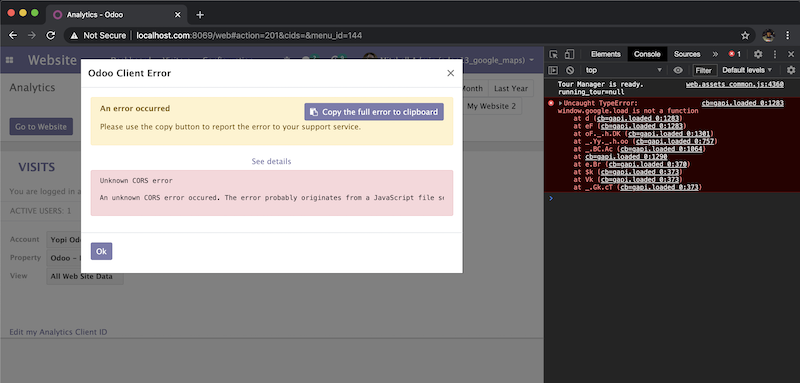 Analytics - Odoo
Not Secure
localhost.com:8069/web#action=201&cids=&menu_id=144
Website
3_google_maps)
Analytics
Month
Last Year
My Website 2
Go to Website
VISITS
You are logged in a
ACTIVE USERS: 1
Account
Yopi Odo
Property
Odoo -
View
All Web Site Data
Edit my Analytics Client ID
Odoo Client Error
An error occurred
Copy the full error to clipboard
Please use the copy button to report the error to your support service.
See details
Unknown CORS error
An unknown CORS error occured. The error probably originates from a JavaScript file se
Ok
Elements
Console
Sources
1
top
Filter
Default levels
Tour Manager is ready. web.assets_common.js:4360
running_tour=null
Uncaught TypeError: cb=gapi.loaded_0:1283
window.google.load is not a function
at d (cb=gapi.loaded_0:1283)
at eF (cb=gapi.loaded_0:1283)
at oF._.h.DK (cb=gapi.loaded_0:1301)
at _.Yy._.h.oo (cb=gapi.loaded_0:757)
at _.BC.Ac (cb=gapi.loaded_0:1064)
at cb=gapi.loaded_0:1290
at e.Br (cb=gapi.loaded_0:370)
at $k (cb=gapi.loaded_0:373)
at Vk (cb=gapi.loaded_0:373)
at _.Gk.cT (cb=gapi.loaded_0:373)